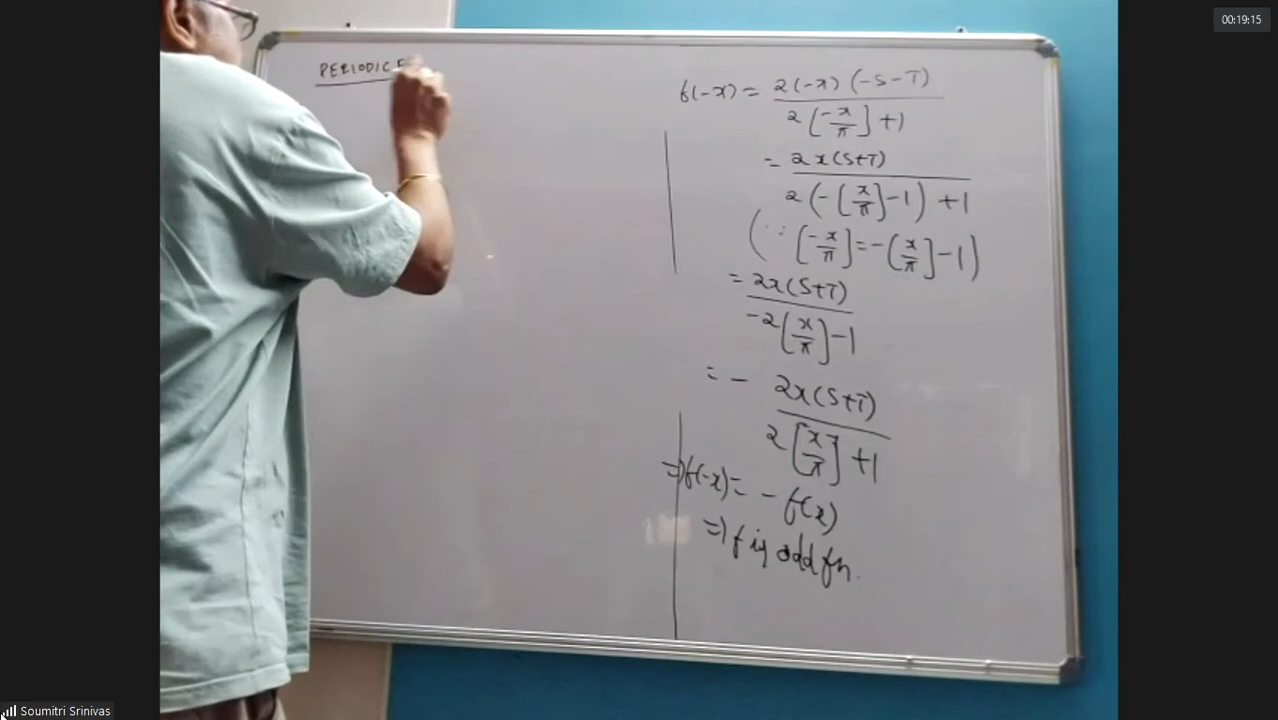 00:19:15
PERIODIC F
f(-x) = 2(-x) (-S-T)
2[-x/π] + 1
= 2x(S+T)
2(-[x/π]-1) +1
(∵ [-x/π] = -[x/π]-1)
= 2x(S+T)
-2[x/π]-1
= - 2x(S+T)
2[x/π] +1
=> f(-x) = - f(x)
=> f is odd fn.
Soumitri Srinivas